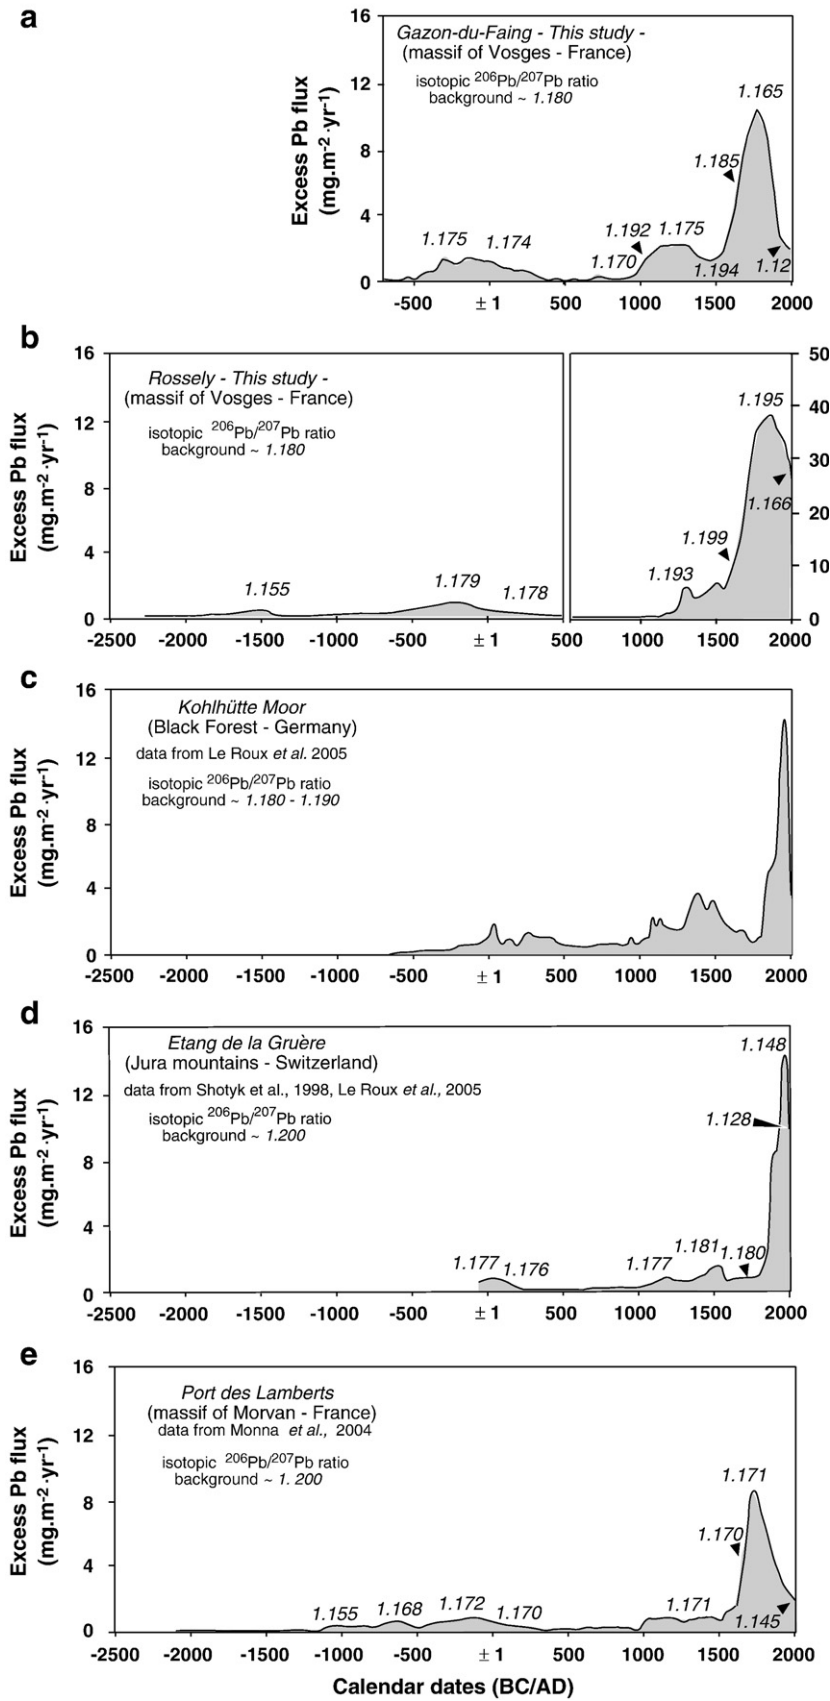 a
Gazon-du-Faing - This study -
(massif of Vosges - France)
isotopic ²⁰⁶Pb/²⁰⁷Pb ratio
background ~ 1.180
Excess Pb flux
(mg.m⁻².yr⁻¹)
16
12
8
4
0
1.175
1.174
1.170
1.192
1.175
1.194
1.185
1.165
1.12
-500
± 1
500
1000
1500
2000
b
Rossely - This study -
(massif of Vosges - France)
isotopic ²⁰⁶Pb/²⁰⁷Pb ratio
background ~ 1.180
Excess Pb flux
(mg.m⁻².yr⁻¹)
16
12
8
4
0
1.155
1.179
1.178
1.193
1.199
1.195
1.166
50
40
30
20
10
0
-2500
-2000
-1500
-1000
-500
± 1
500
1000
1500
2000
c
Kohlhütte Moor
(Black Forest - Germany)
data from Le Roux et al. 2005
isotopic ²⁰⁶Pb/²⁰⁷Pb ratio
background ~ 1.180 - 1.190
Excess Pb flux
(mg.m⁻².yr⁻¹)
16
12
8
4
0
-2500
-2000
-1500
-1000
-500
± 1
500
1000
1500
2000
d
Etang de la Gruère
(Jura mountains - Switzerland)
data from Shotyk et al., 1998, Le Roux et al., 2005
isotopic ²⁰⁶Pb/²⁰⁷Pb ratio
background ~ 1.200
Excess Pb flux
(mg.m⁻².yr⁻¹)
16
12
8
4
0
1.177
1.176
1.177
1.181
1.180
1.128
1.148
-2500
-2000
-1500
-1000
-500
± 1
500
1000
1500
2000
e
Port des Lamberts
(massif of Morvan - France)
data from Monna et al., 2004
isotopic ²⁰⁶Pb/²⁰⁷Pb ratio
background ~ 1. 200
Excess Pb flux
(mg.m⁻².yr⁻¹)
16
12
8
4
0
1.155
1.168
1.172
1.170
1.171
1.170
1.171
1.145
-2500
-2000
-1500
-1000
-500
± 1
500
1000
1500
2000
Calendar dates (BC/AD)